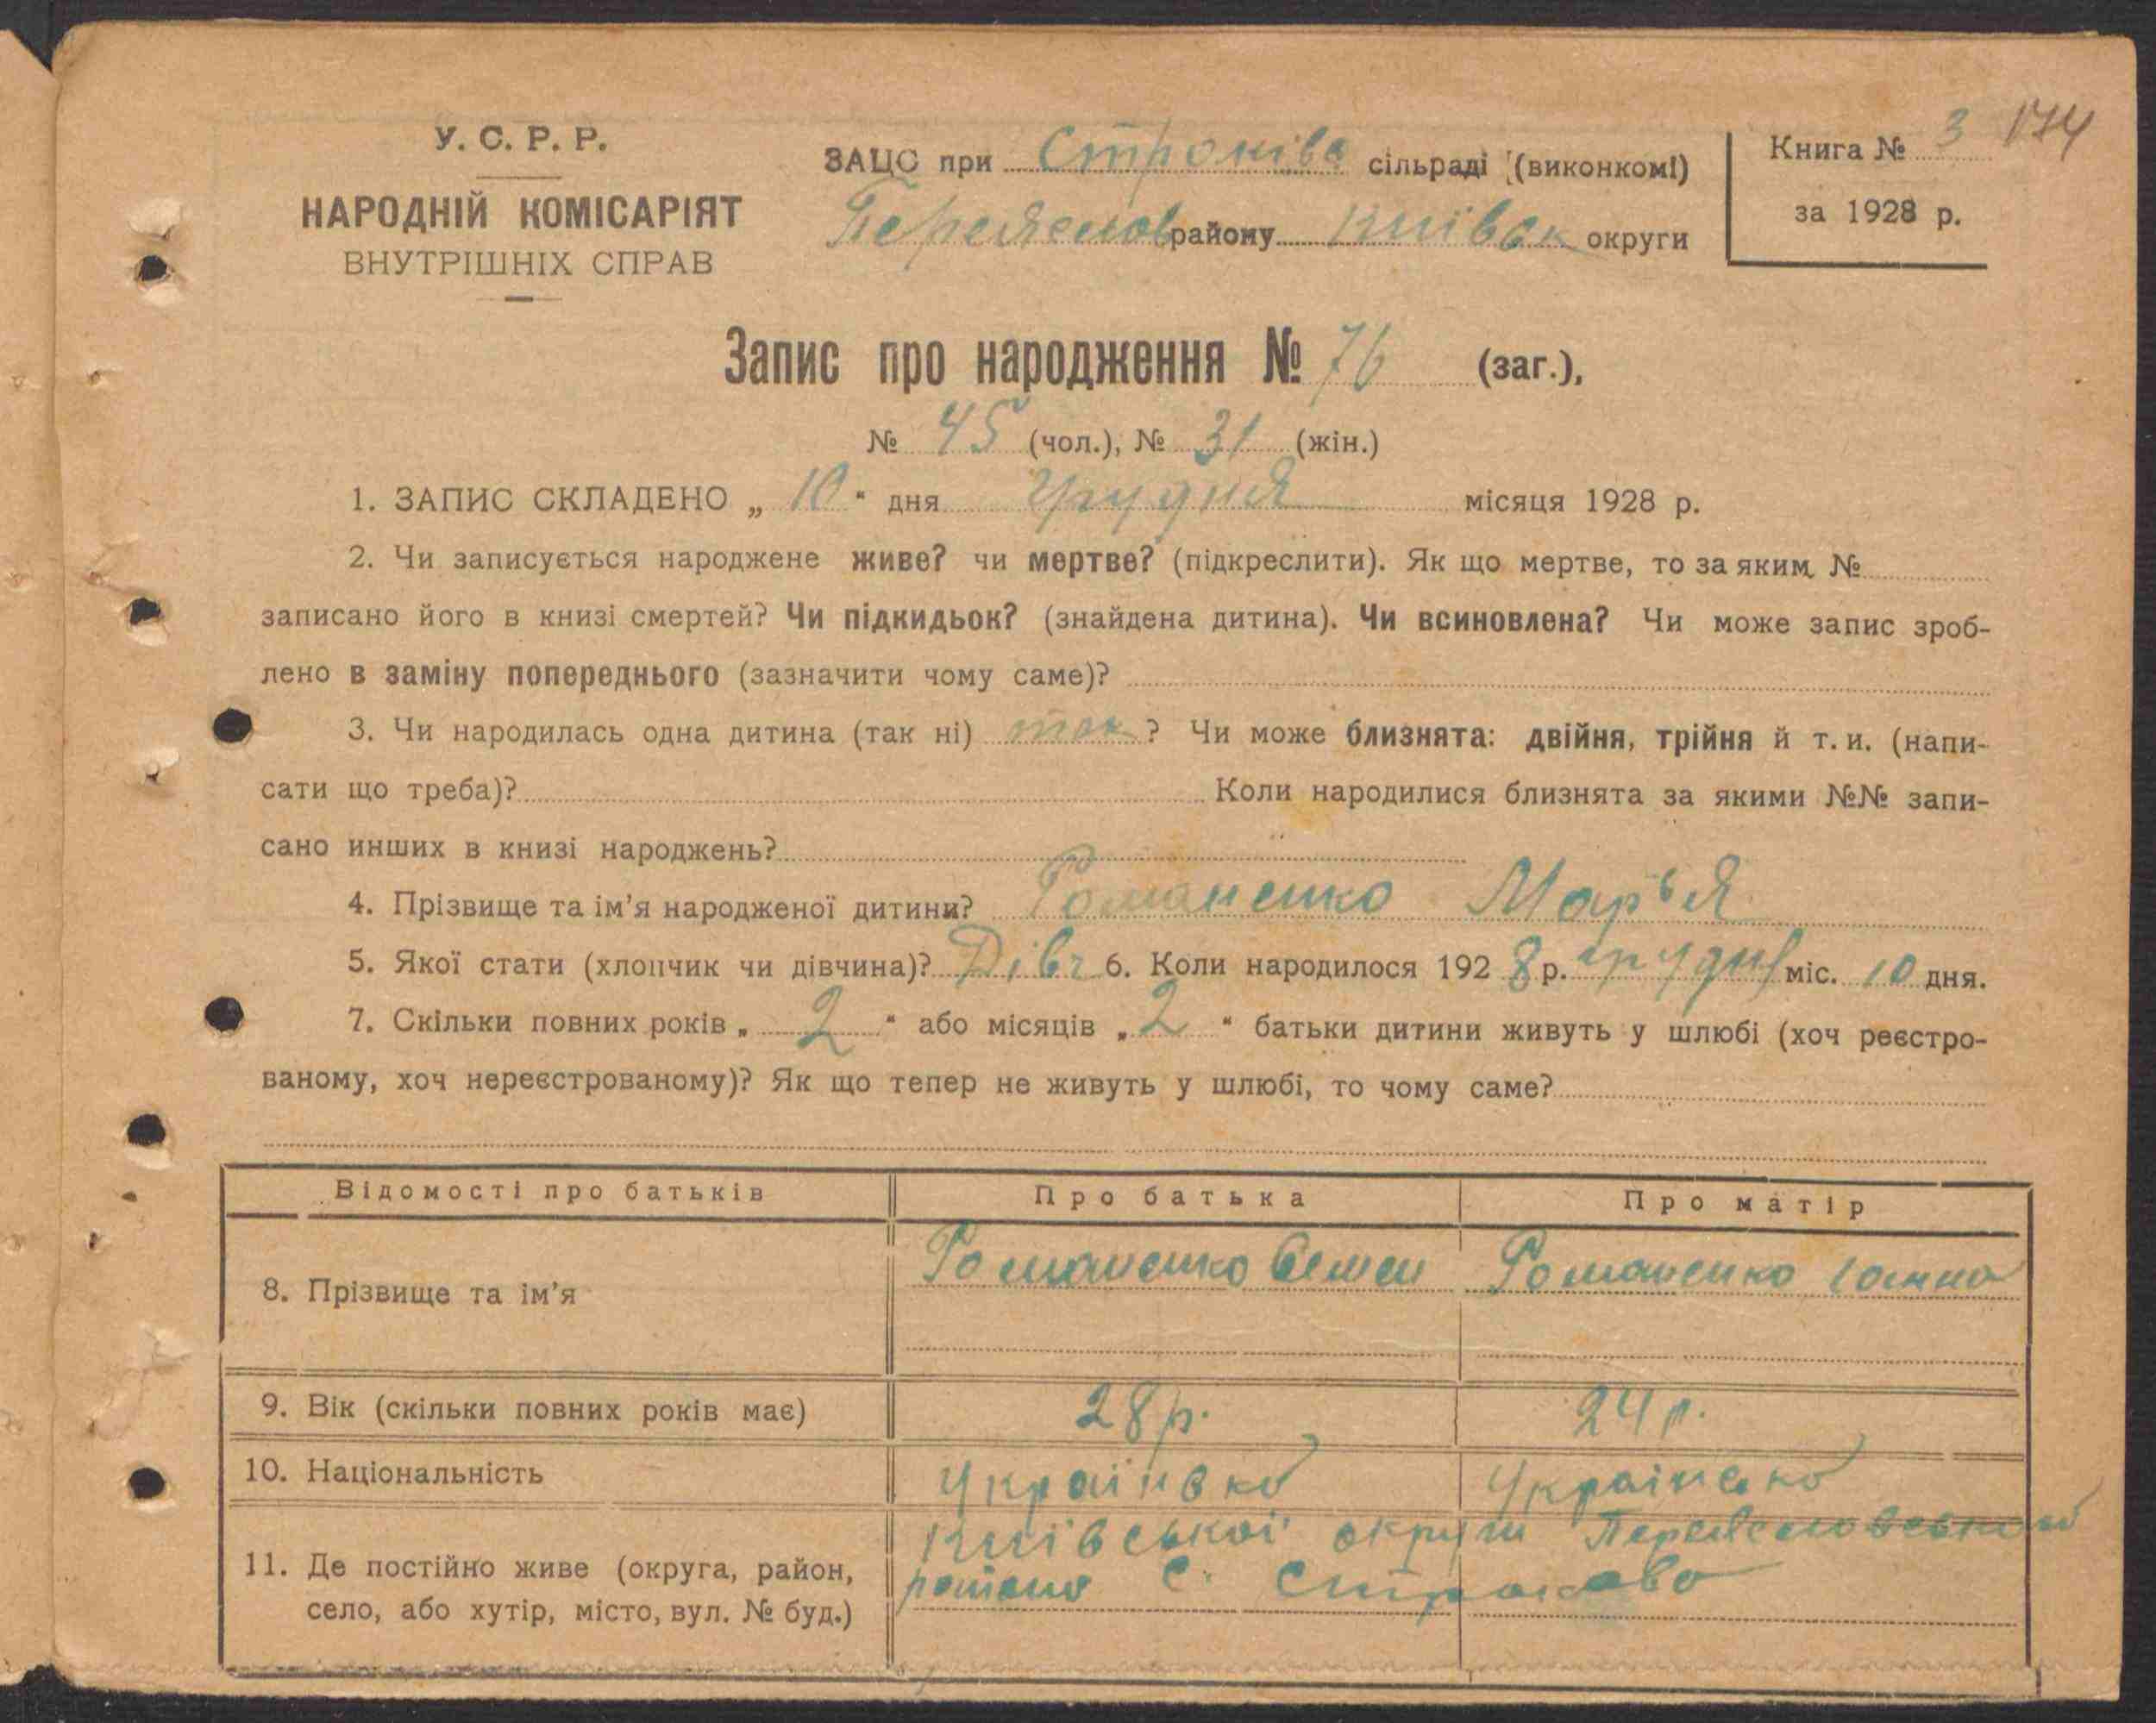 У. С. Р. Р.
НАРОДНІЙ КОМІСАРІЯТ
ВНУТРІШНІХ СПРАВ
ЗАЦС при Строківс сільраді (виконкомі)
району Київськ округи
Книга № 3 174
за 1928 р.
Запис про народження № 76 (заг.),
№ 45 (чол.), № 31 (жін.)
1. ЗАПИС СКЛАДЕНО „ 10 “ дня грудня місяця 1928 р.
2. Чи записується народжене живе? чи мертве? (підкреслити). Як що мертве, то за яким №
записано його в книзі смертей? Чи підкидьок? (знайдена дитина). Чи всиновлена? Чи може запис зроб-
лено в заміну попереднього (зазначити чому саме)?
3. Чи народилась одна дитина (так ні) так ? Чи може близнята: двійня, трійня й т. и. (напи-
сати що треба)? Коли народилися близнята за якими №№ запи-
сано инших в книзі народжень?
4. Прізвище та ім’я народженої дитини? Романенко Мар'я
5. Якої стати (хлопчик чи дівчина)? Дівч 6. Коли народилося 1928 р. грудня міс. 10 дня.
7. Скільки повних років „ 2 “ або місяців „ 2 “ батьки дитини живуть у шлюбі (хоч реєстро-
ваному, хоч нереєстрованому)? Як що тепер не живуть у шлюбі, то чому саме?
Відомості про батьків Про батька Про матір
8. Прізвище та ім’я Романенко Семен Романенко Ганна
9. Вік (скільки повних років має) 28 р. 24 р.
10. Національність
11. Де постійно живе (округа, район,
село, або хутір, місто, вул. № буд.)
Київської округи
району С. Строкова